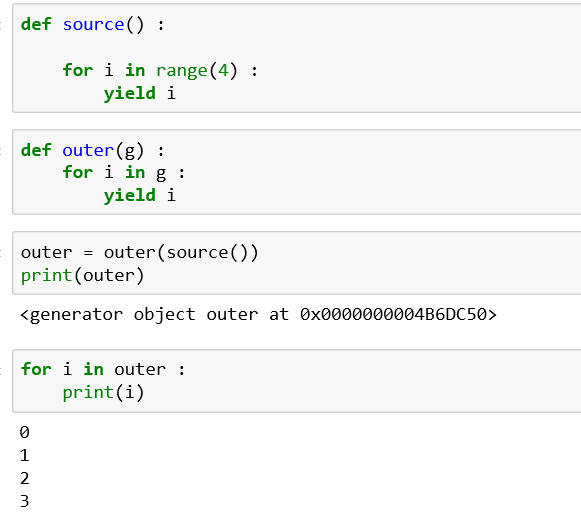 def source() :
for i in range(4) :
yield i
def outer(g) :
for i in g :
yield i
outer = outer(source())
print(outer)
<generator object outer at 0x0000000004B6DC50>
for i in outer :
print(i)
0
1
2
3